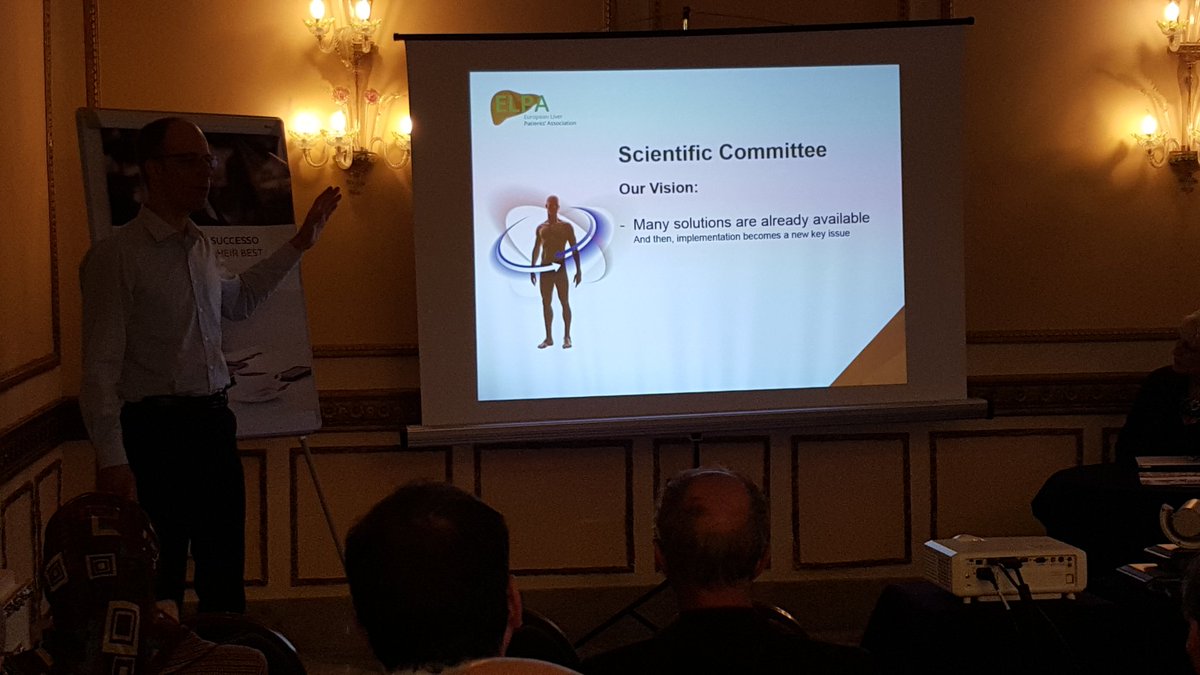 ELPA
European Liver
Patients' Association
Scientific Committee
Our Vision:
- Many solutions are already available
And then, implementation becomes a new key issue
SUCCESSO
HEIR BEST